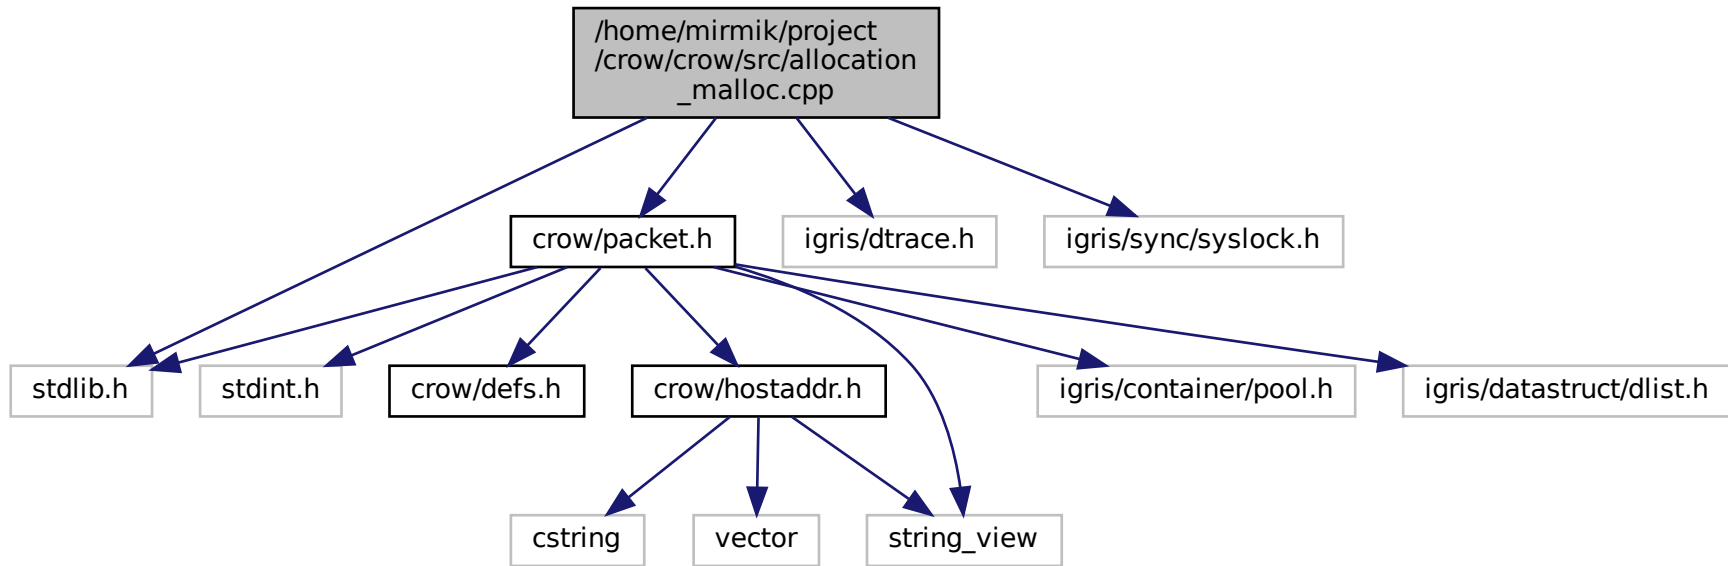 /home/mirmik/project
/crow/crow/src/allocation
_malloc.cpp
crow/packet.h
igris/dtrace.h
igris/sync/syslock.h
stdlib.h
stdint.h
crow/defs.h
crow/hostaddr.h
igris/container/pool.h
igris/datastruct/dlist.h
cstring
vector
string_view